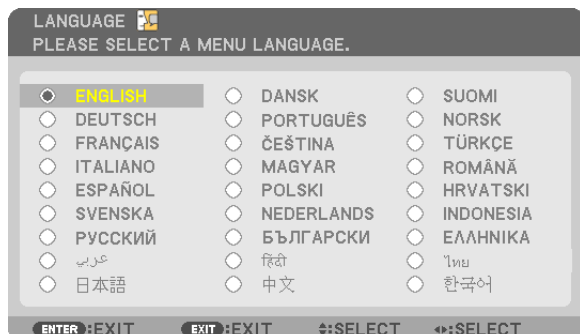 LANGUAGE
PLEASE SELECT A MENU LANGUAGE.
ENGLISH DANSK SUOMI
DEUTSCH PORTUGUÊS NORSK
FRANÇAIS ČEŠTINA TÜRKÇE
ITALIANO MAGYAR ROMÂNĂ
ESPAÑOL POLSKI HRVATSKI
SVENSKA NEDERLANDS INDONESIA
РУССКИЙ БЪЛГАРСКИ ΕΛΛΗΝΙΚΑ
عربي हिंदी ไทย
日本語 中文 한국어
ENTER:EXIT EXIT:EXIT :SELECT :SELECT